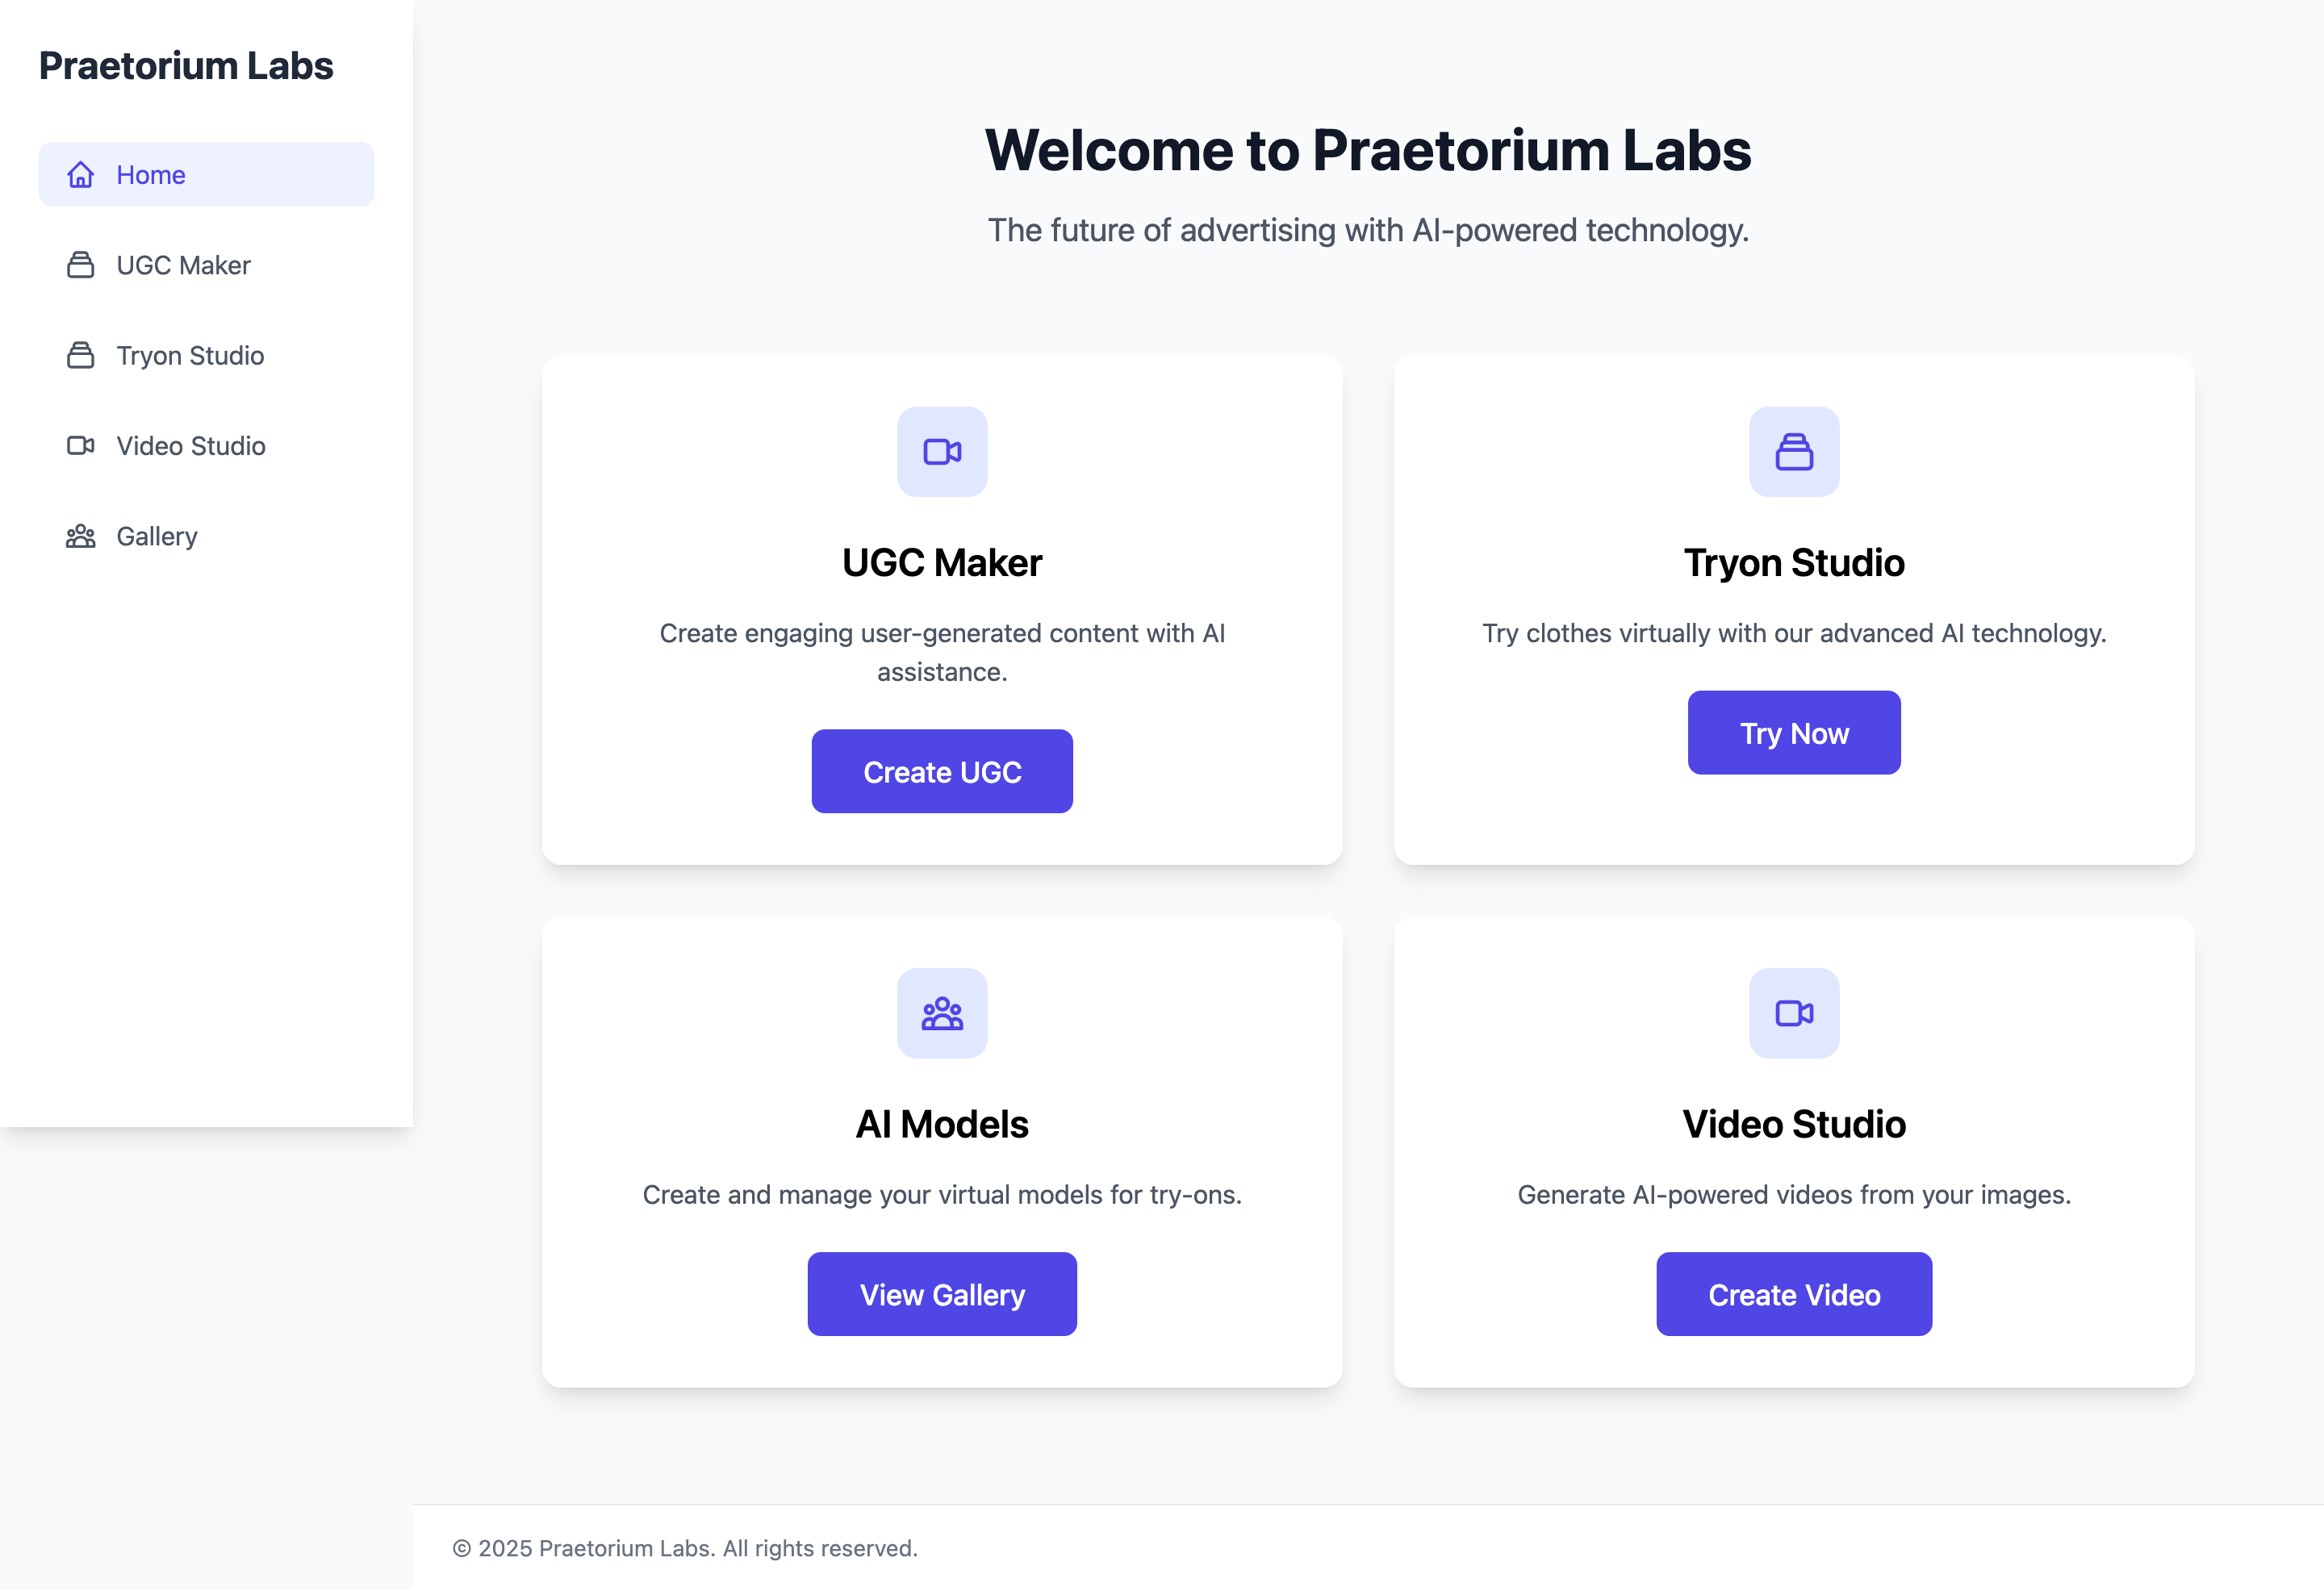 Praetorium Labs
Home
UGC Maker
Tryon Studio
Video Studio
Gallery
Welcome to Praetorium Labs
The future of advertising with AI-powered technology.
UGC Maker
Create engaging user-generated content with AI
assistance.
Create UGC
Tryon Studio
Try clothes virtually with our advanced AI technology.
Try Now
AI Models
Create and manage your virtual models for try-ons.
View Gallery
Video Studio
Generate AI-powered videos from your images.
Create Video
© 2025 Praetorium Labs. All rights reserved.